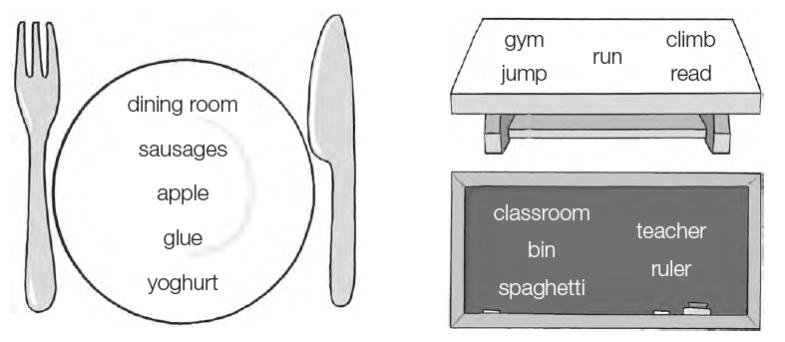 dining room
sausages
apple
glue
yoghurt
gym
run
climb
jump
read
classroom
bin
spaghetti
teacher
ruler